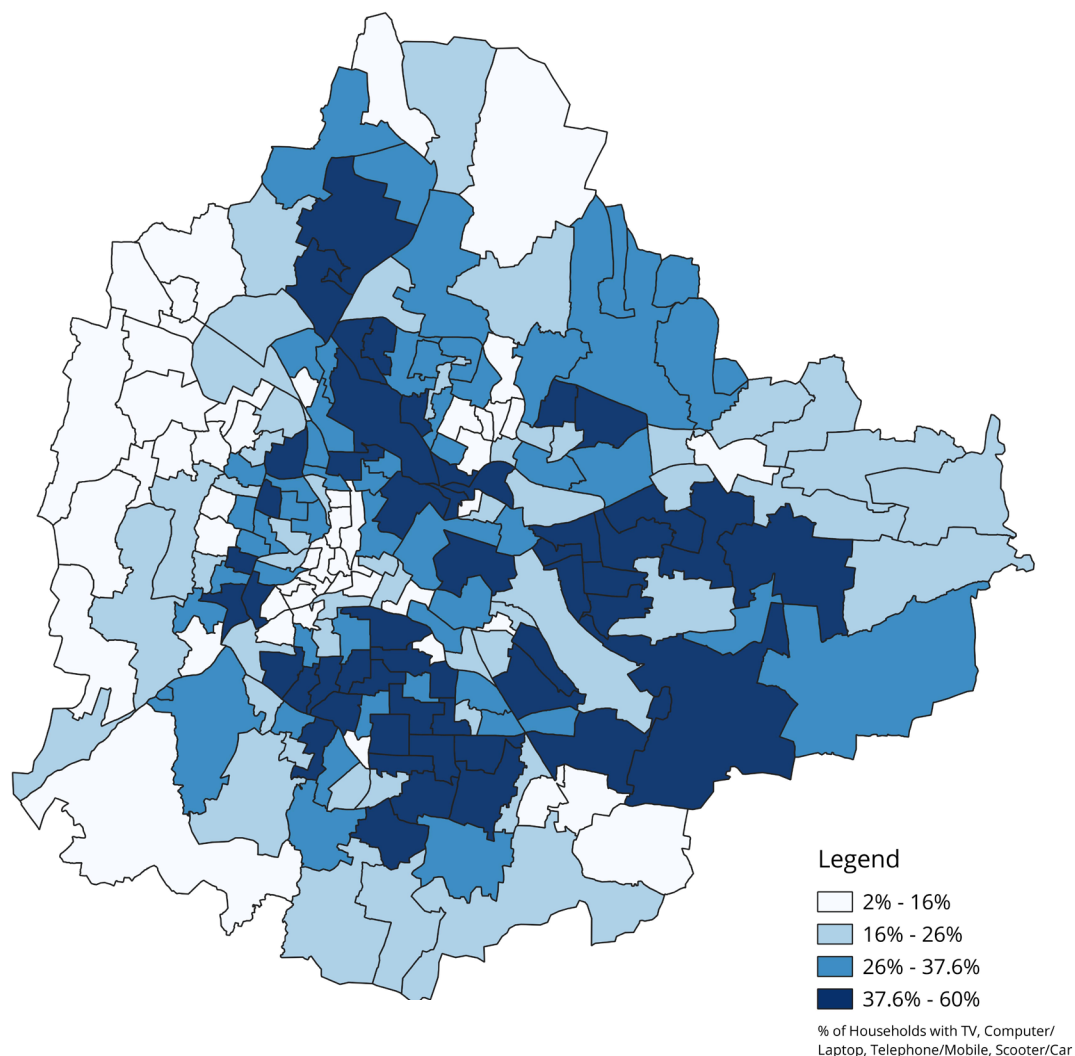 Legend
2% - 16%
16% - 26%
26% - 37.6%
37.6% - 60%
% of Households with TV, Computer/
Laptop, Telephone/Mobile, Scooter/Car